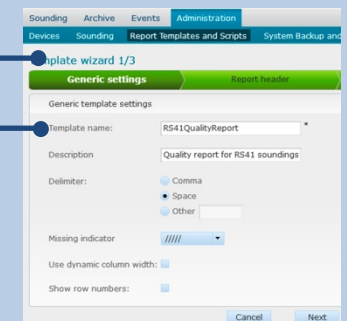 Sounding Archive Events Administration
Devices Sounding Report Templates and Scripts System Backup and
mplate wizard 1/3
Generic settings Report header
Generic template settings
Template name: RS41QualityReport *
Description Quality report for RS41 soundings
Delimiter: Comma
Space
Other
Missing indicator /////
Use dynamic column width:
Show row numbers:
Cancel Next